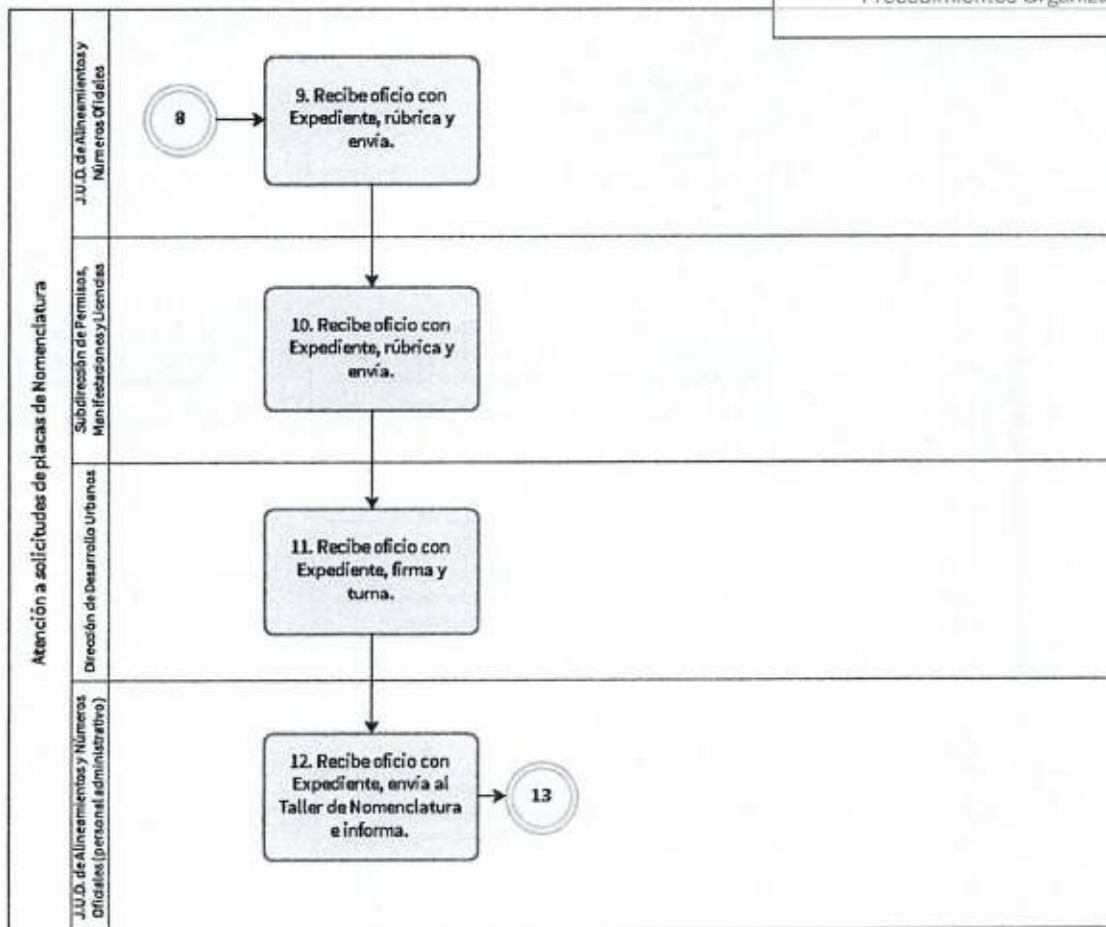 Procedimientos Organiza
Atención a solicitudes de placas de Nomenclatura
J.U.D. de Alineamientos y
Números Oficiales
8
9. Recibe oficio con
Expediente, rúbrica y
envía.
Subdirección de Permisos,
Manifestaciones y Licencias
10. Recibe oficio con
Expediente, rúbrica y
envía.
Dirección de Desarrollo Urbanos
11. Recibe oficio con
Expediente, firma y
turna.
J.U.D. de Alineamientos y Números
Oficiales (personal administrativo)
12. Recibe oficio con
Expediente, envía al
Taller de Nomenclatura
e informa.
13